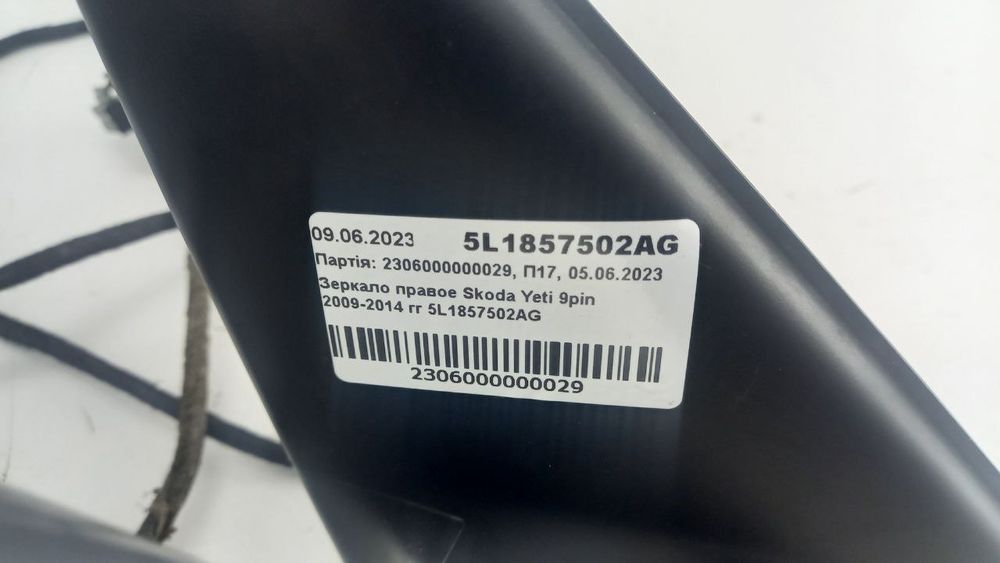 09.06.2023 5L1857502AG
Партія: 2306000000029, П17, 05.06.2023
Зеркало правое Skoda Yeti 9pin
2009-2014 гг 5L1857502AG
2306000000029